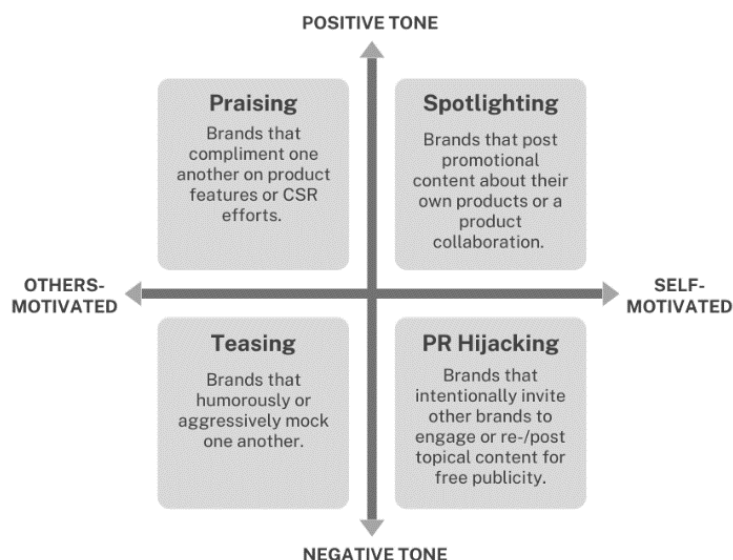 POSITIVE TONE
Praising
Brands that
compliment one
another on product
features or CSR
efforts.
Spotlighting
Brands that post
promotional
content about their
own products or a
product
collaboration.
OTHERS-
MOTIVATED
SELF-
MOTIVATED
Teasing
Brands that
humorously or
aggressively mock
one another.
PR Hijacking
Brands that
intentionally invite
other brands to
engage or re-/post
topical content for
free publicity.
NEGATIVE TONE